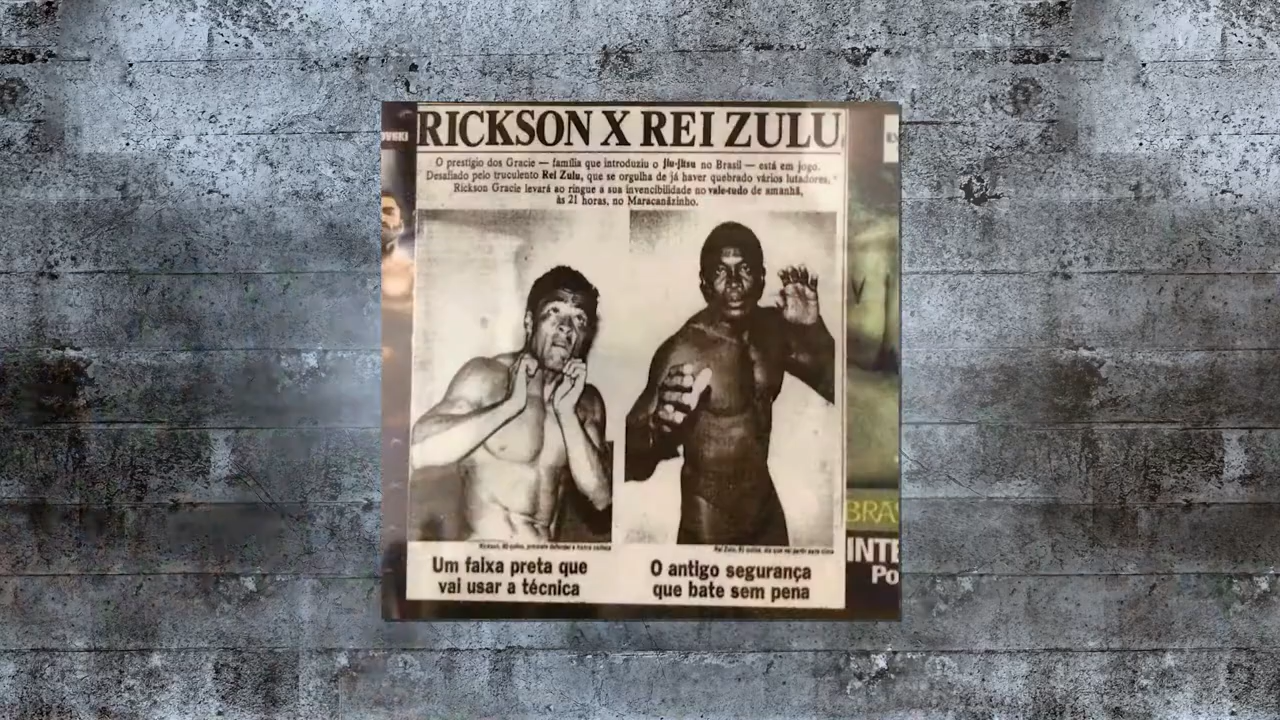 RICKSON X REI ZULU
O prestígio dos Gracie — família que introduziu o jiu-jitsu no Brasil — está em jogo.
Desafiado pelo truculento Rei Zulu, que se orgulha de já haver quebrado vários lutadores,
Rickson Gracie levará ao ringue a sua invencibilidade no vale-tudo de amanhã,
às 21 horas, no Maracanãzinho.
Um faixa preta que
vai usar a técnica
O antigo segurança
que bate sem pena
BRAS
INTE
Po